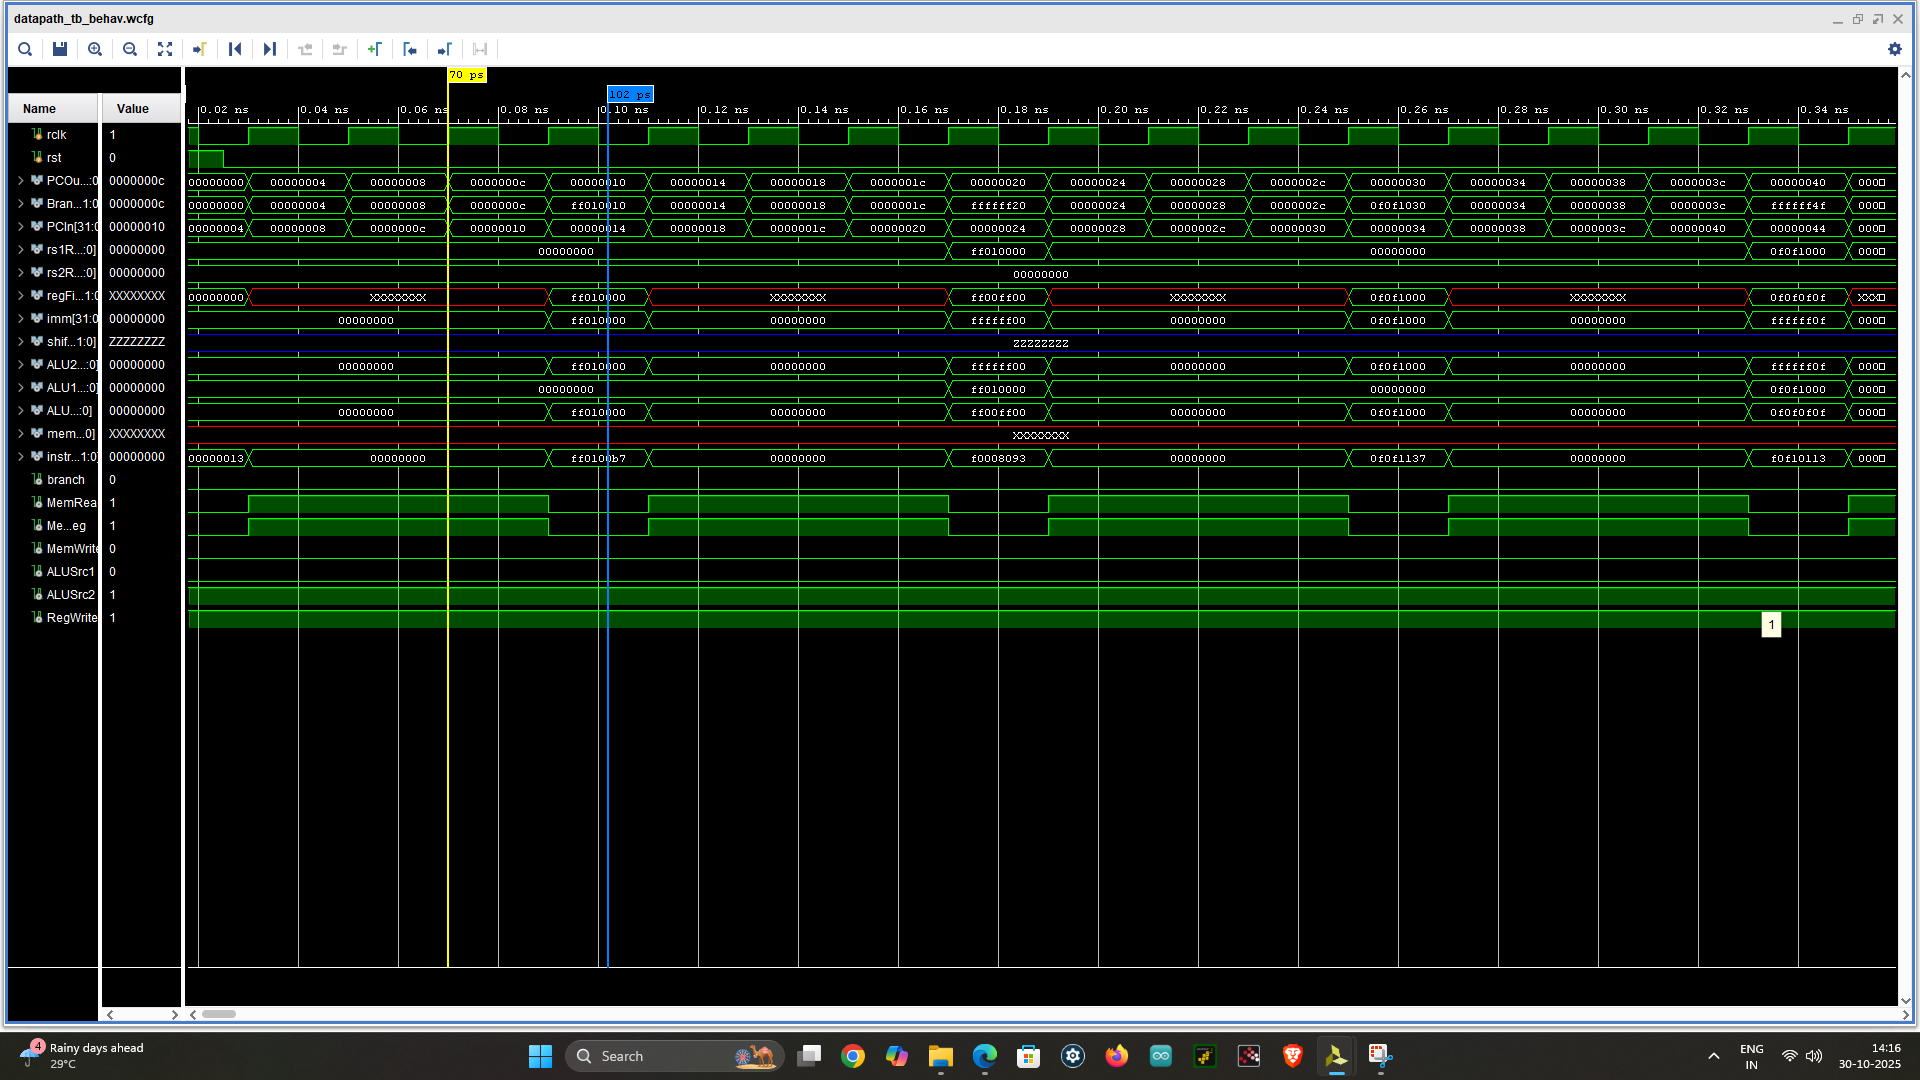 datapath_tb_behav.wcfg
70 ps
102 ps
Name Value
0.02 ns 0.04 ns 0.06 ns 0.08 ns 0.10 ns 0.12 ns 0.14 ns 0.16 ns 0.18 ns 0.20 ns 0.22 ns 0.24 ns 0.26 ns 0.28 ns 0.30 ns 0.32 ns 0.34 ns
rclk 1
rst 0
PCOu...:0 0000000c 00000000 00000004 00000008 0000000c 00000010 00000014 00000018 0000001c 00000020 00000024 00000028 0000002c 00000030 00000034 00000038 0000003c 00000040 000
Bran...1:0 0000000c 00000000 00000004 00000008 0000000c ff010010 00000014 00000018 0000001c ffffff20 00000024 00000028 0000002c 0f0f1030 00000034 00000038 0000003c ffffff4f 000
PCIn[31:0 00000010 00000004 00000008 0000000c 00000010 00000014 00000018 0000001c 00000020 00000024 00000028 0000002c 00000030 00000034 00000038 0000003c 00000040 00000044 000
rs1R...:0] 00000000 00000000 ff010000 00000000 0f0f1000 000
rs2R...:0] 00000000 00000000
regFi...1:0 XXXXXXXX 00000000 XXXXXXXX ff010000 XXXXXXXX ff00ff00 XXXXXXXX 0f0f1000 XXXXXXXX 0f0f0f0f XXX
imm[31:0 00000000 00000000 ff010000 00000000 ffffff00 00000000 0f0f1000 00000000 ffffff0f 000
shif...1:0] ZZZZZZZZ ZZZZZZZZ
ALU2...:0] 00000000 00000000 ff010000 00000000 ffffff00 00000000 0f0f1000 00000000 ffffff0f 000
ALU1...:0] 00000000 00000000 ff010000 00000000 0f0f1000 000
ALU...:0] 00000000 00000000 ff010000 00000000 ff00ff00 00000000 0f0f1000 00000000 0f0f0f0f 000
mem...0] XXXXXXXX XXXXXXXX
instr...1:0] 00000000 00000013 00000000 ff0100b7 00000000 f0008093 00000000 0f0f1137 00000000 f0f10113 000
branch 0
MemRea 1
Me...eg 1
MemWrite 0
ALUSrc1 0
ALUSrc2 1
RegWrite 1
1
4
Rainy days ahead
29°C
Search
ENG
IN
14:16
30-10-2025